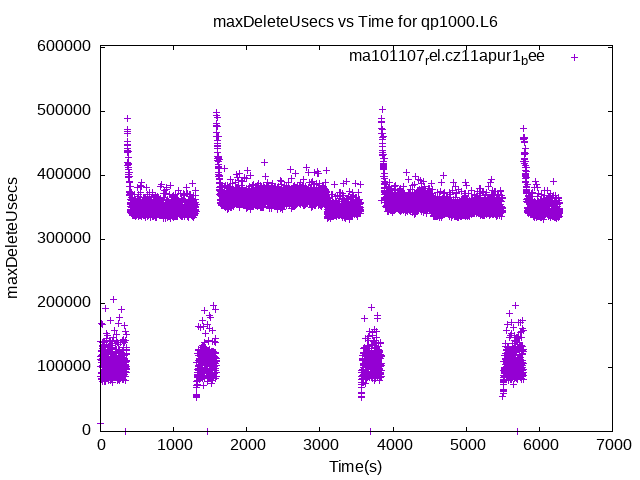 maxDeleteUsecs vs Time for qp1000.L6
ma101107rel.cz11apur1bee
600000
500000
400000
300000
200000
100000
0
maxDeleteUsecs
0 1000 2000 3000 4000 5000 6000 7000
Time(s)